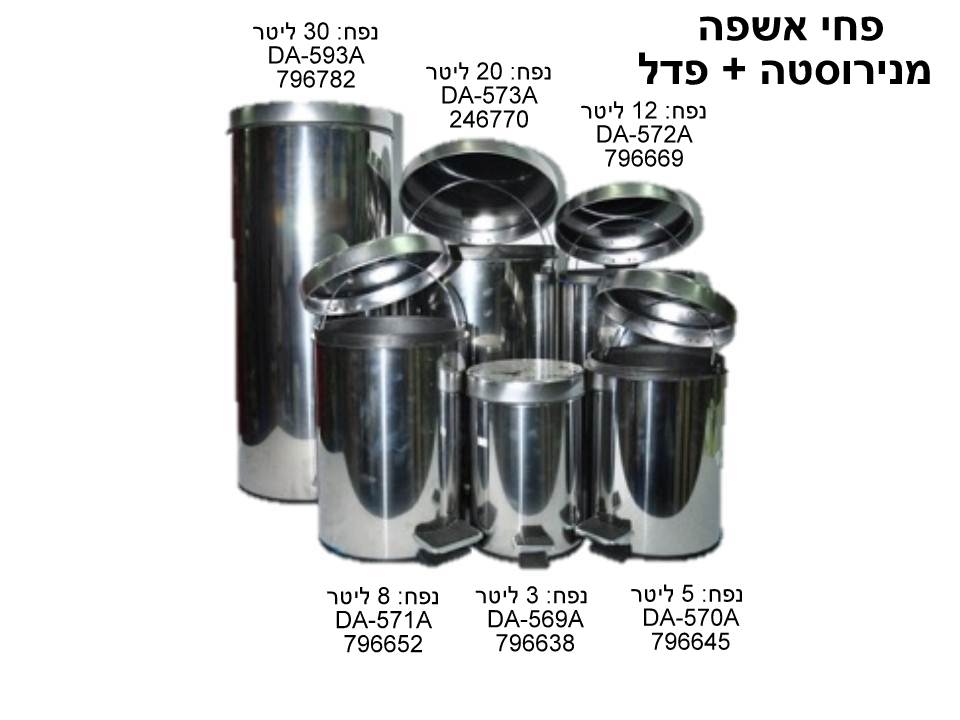 פחי אשפה
מנירוסטה + פדל
נפח: 30 ליטר
DA-593A
796782
נפח: 20 ליטר
DA-573A
246770
נפח: 12 ליטר
DA-572A
796669
נפח: 8 ליטר
DA-571A
796652
נפח: 3 ליטר
DA-569A
796638
נפח: 5 ליטר
DA-570A
796645